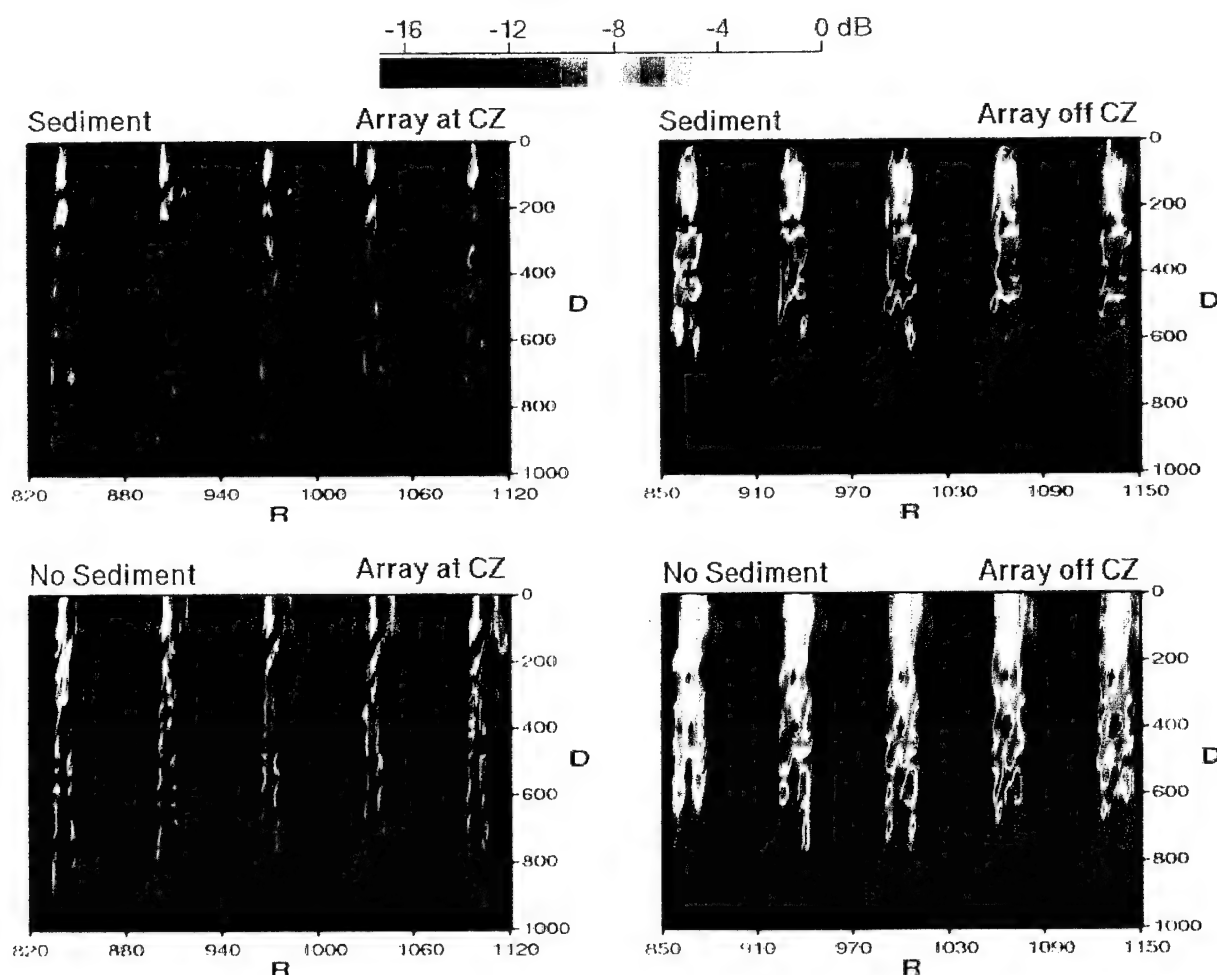 -16 -12 -8 -4 0 dB
Sediment Array at CZ
0
200
400
D
600
800
1000
820 880 940 1000 1060 1120
R
Sediment Array off CZ
0
200
400
D
600
800
1000
850 910 970 1030 1090 1150
R
No Sediment Array at CZ
0
200
400
D
600
800
1000
820 880 940 1000 1060 1120
R
No Sediment Array off CZ
0
200
400
D
600
800
1000
850 910 970 1030 1090 1150
R